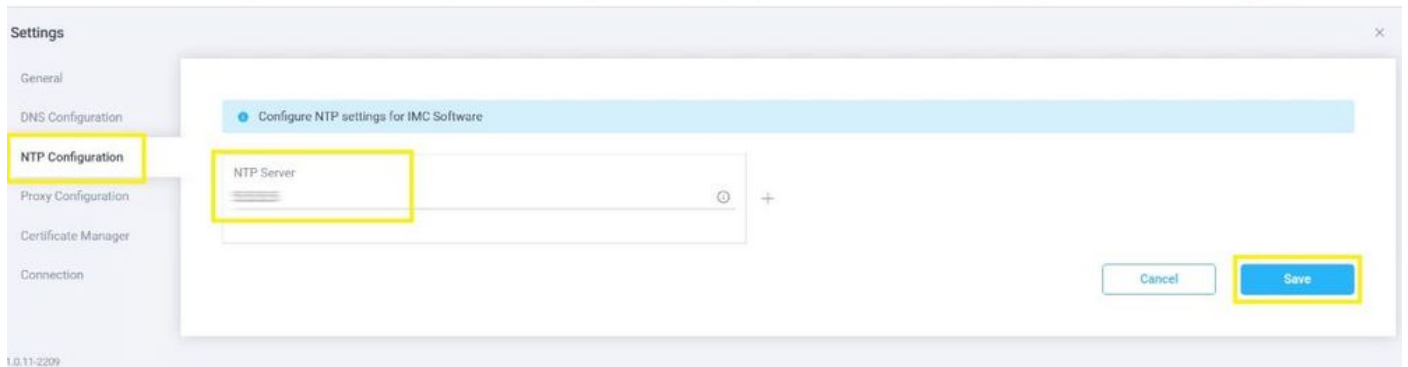 Settings
General
DNS Configuration
Configure NTP settings for IMC Software
NTP Configuration
NTP Server
Proxy Configuration
Certificate Manager
Connection
Cancel
Save
1.0.11-2209